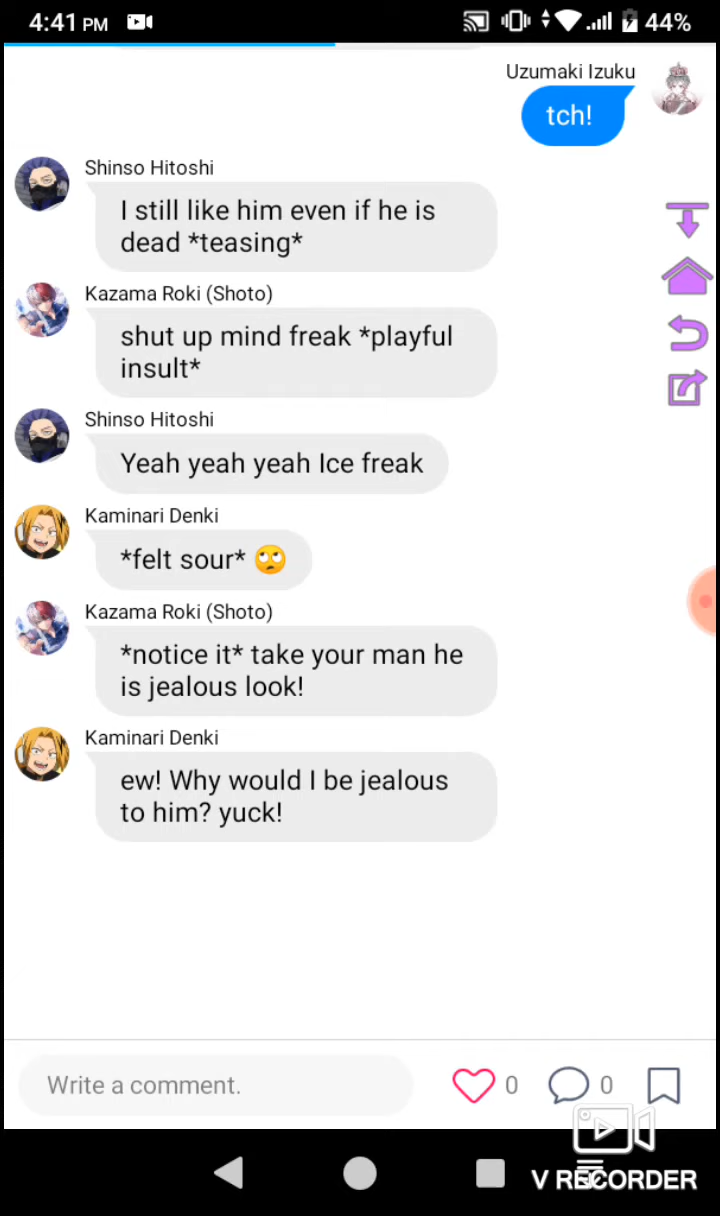 4:41 PM
44%
Uzumaki Izuku
tch!
Shinso Hitoshi
I still like him even if he is
dead *teasing*
Kazama Roki (Shoto)
shut up mind freak *playful
insult*
Shinso Hitoshi
Yeah yeah yeah Ice freak
Kaminari Denki
*felt sour* 🙄
Kazama Roki (Shoto)
*notice it* take your man he
is jealous look!
Kaminari Denki
ew! Why would I be jealous
to him? yuck!
Write a comment.
0
0
V RECORDER